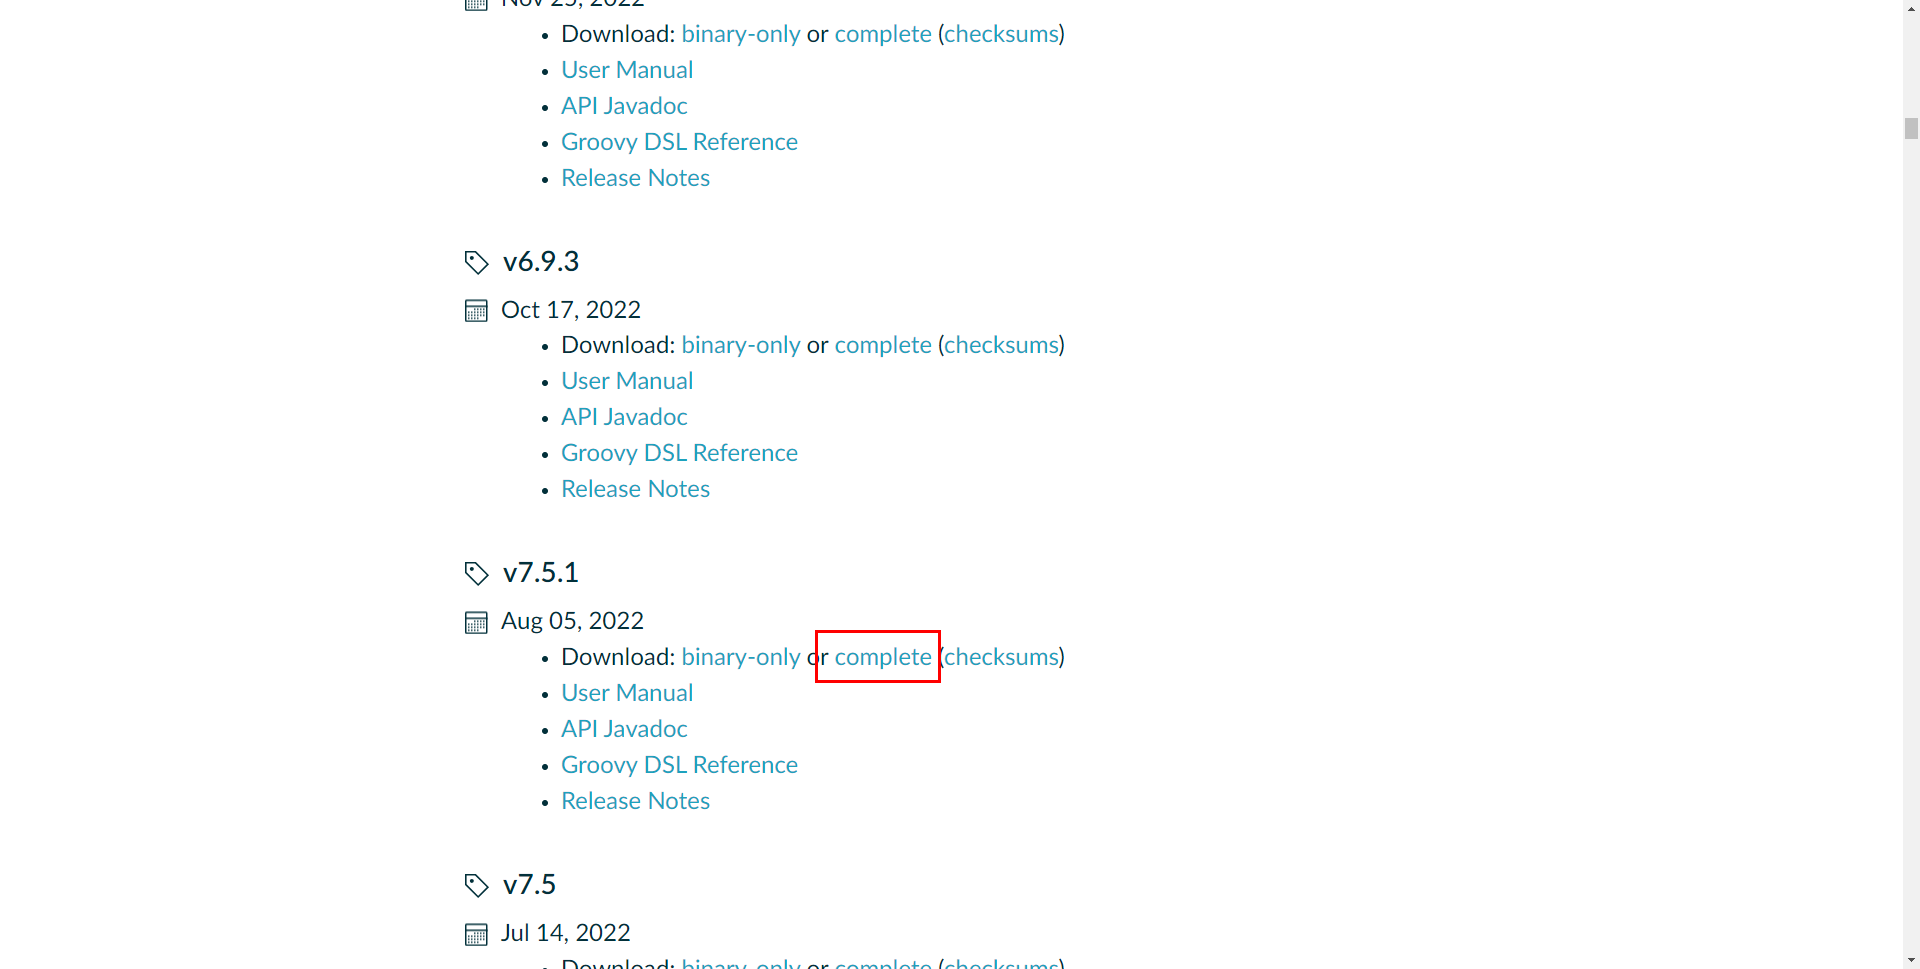 Nov 25, 2022
Download: binary-only or complete (checksums)
User Manual
API Javadoc
Groovy DSL Reference
Release Notes
v6.9.3
Oct 17, 2022
Download: binary-only or complete (checksums)
User Manual
API Javadoc
Groovy DSL Reference
Release Notes
v7.5.1
Aug 05, 2022
Download: binary-only or complete (checksums)
User Manual
API Javadoc
Groovy DSL Reference
Release Notes
v7.5
Jul 14, 2022
Download: binary-only or complete (checksums)